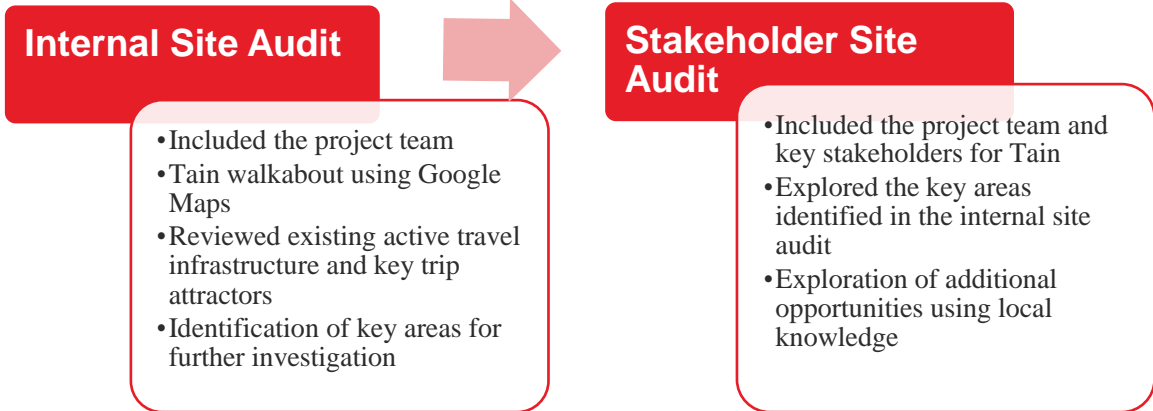 Internal Site Audit
•Included the project team
•Tain walkabout using Google
Maps
•Reviewed existing active travel
infrastructure and key trip
attractors
•Identification of key areas for
further investigation
Stakeholder Site
Audit
•Included the project team and
key stakeholders for Tain
•Explored the key areas
identified in the internal site
audit
•Exploration of additional
opportunities using local
knowledge